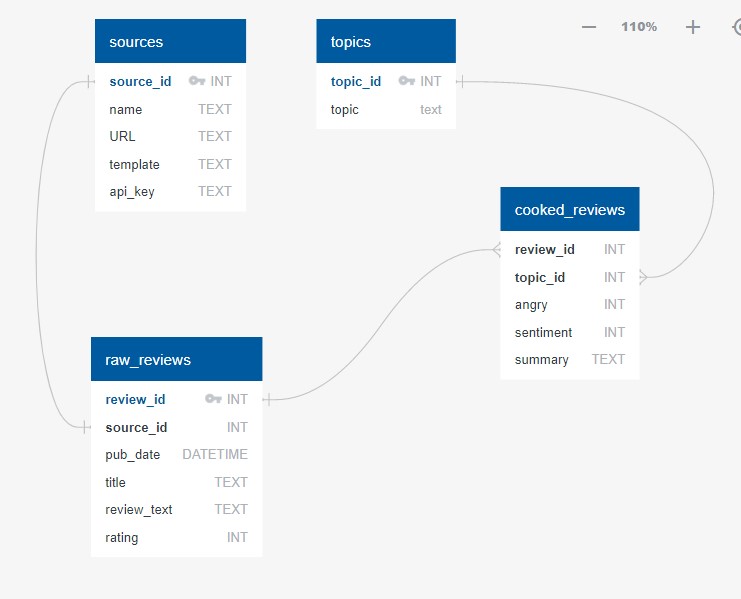 110%
sources
source_id INT
name TEXT
URL TEXT
template TEXT
api_key TEXT
topics
topic_id INT
topic text
cooked_reviews
review_id INT
topic_id INT
angry INT
sentiment INT
summary TEXT
raw_reviews
review_id INT
source_id INT
pub_date DATETIME
title TEXT
review_text TEXT
rating INT